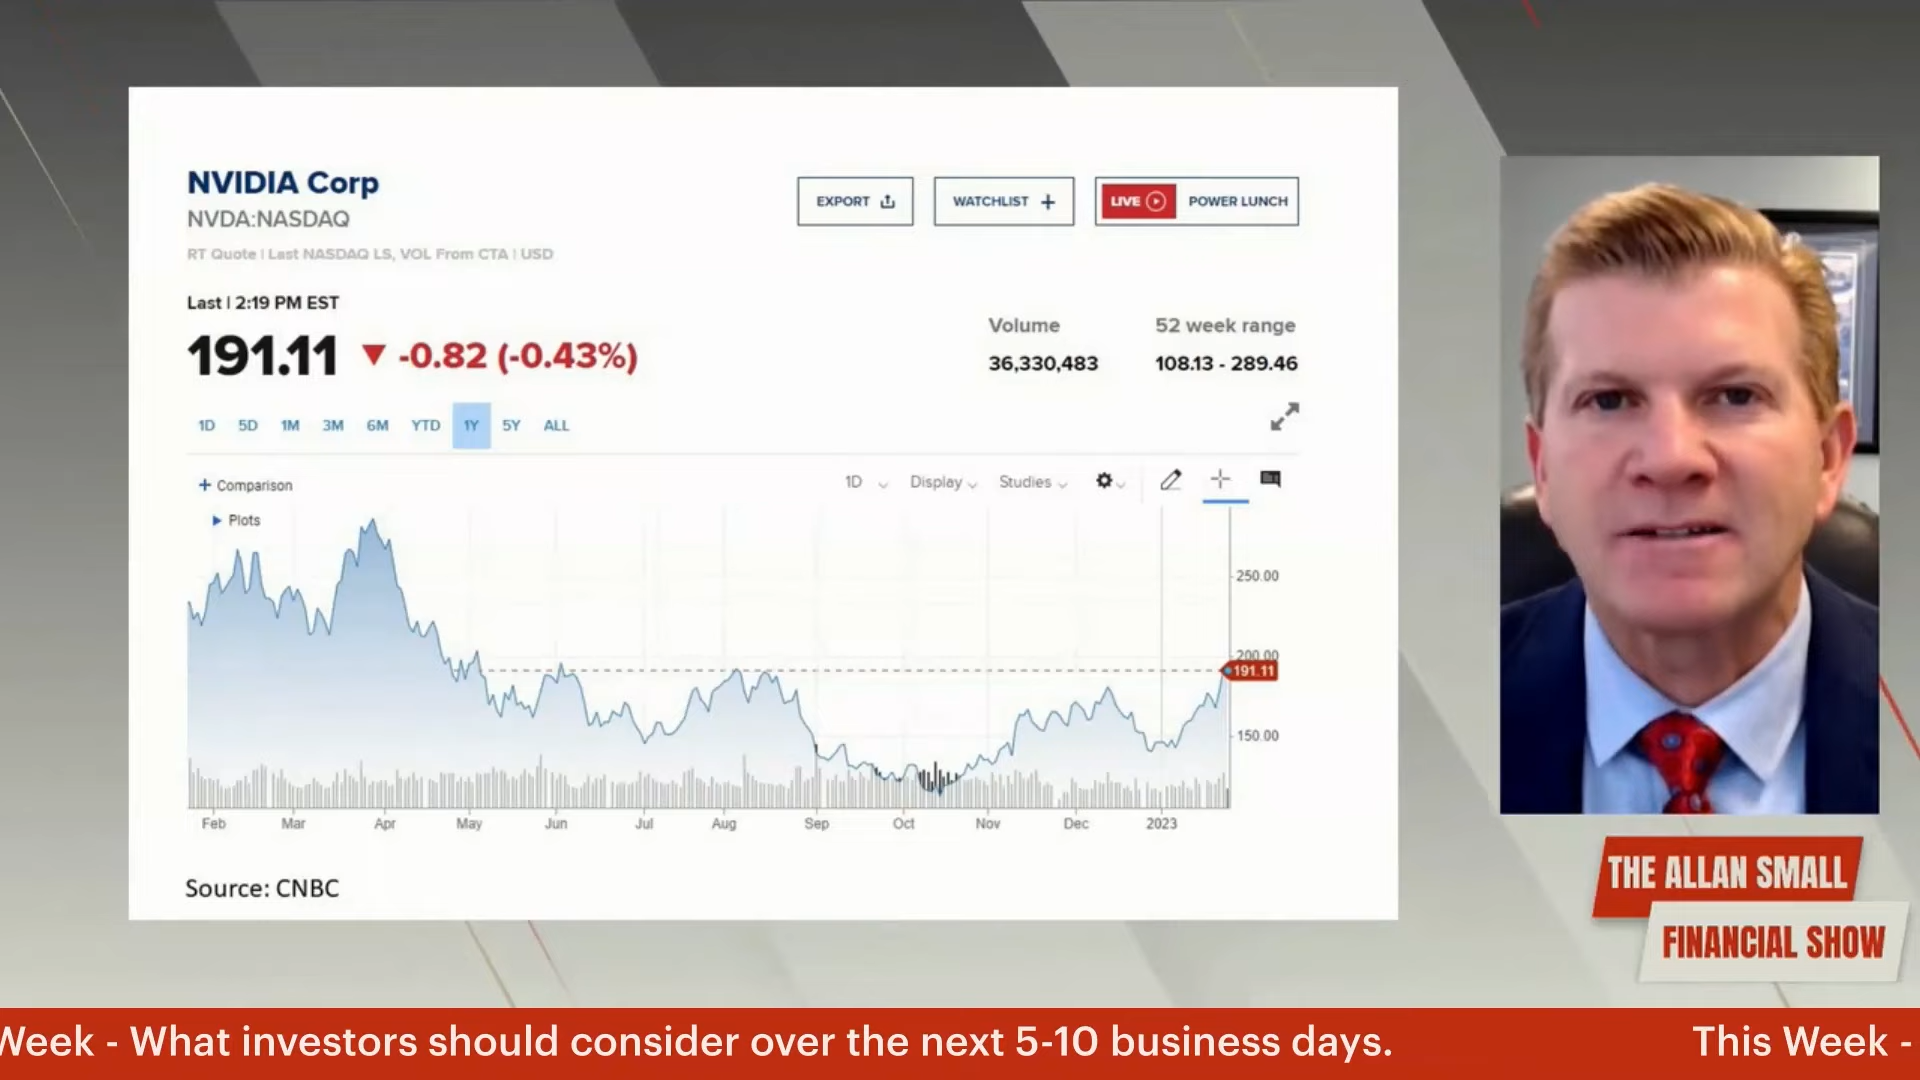 NVIDIA Corp
NVDA:NASDAQ
RT Quote | Last NASDAQ LS, VOL From CTA | USD
EXPORT
WATCHLIST +
LIVE POWER LUNCH
Last | 2:19 PM EST
191.11 ▼ -0.82 (-0.43%)
Volume
36,330,483
52 week range
108.13 - 289.46
1D 5D 1M 3M 6M YTD 1Y 5Y ALL
+ Comparison
1D Display Studies
Plots
250.00
200.00
191.11
150.00
Feb Mar Apr May Jun Jul Aug Sep Oct Nov Dec 2023
Source: CNBC
THE ALLAN SMALL
FINANCIAL SHOW
Week - What investors should consider over the next 5-10 business days. This Week -